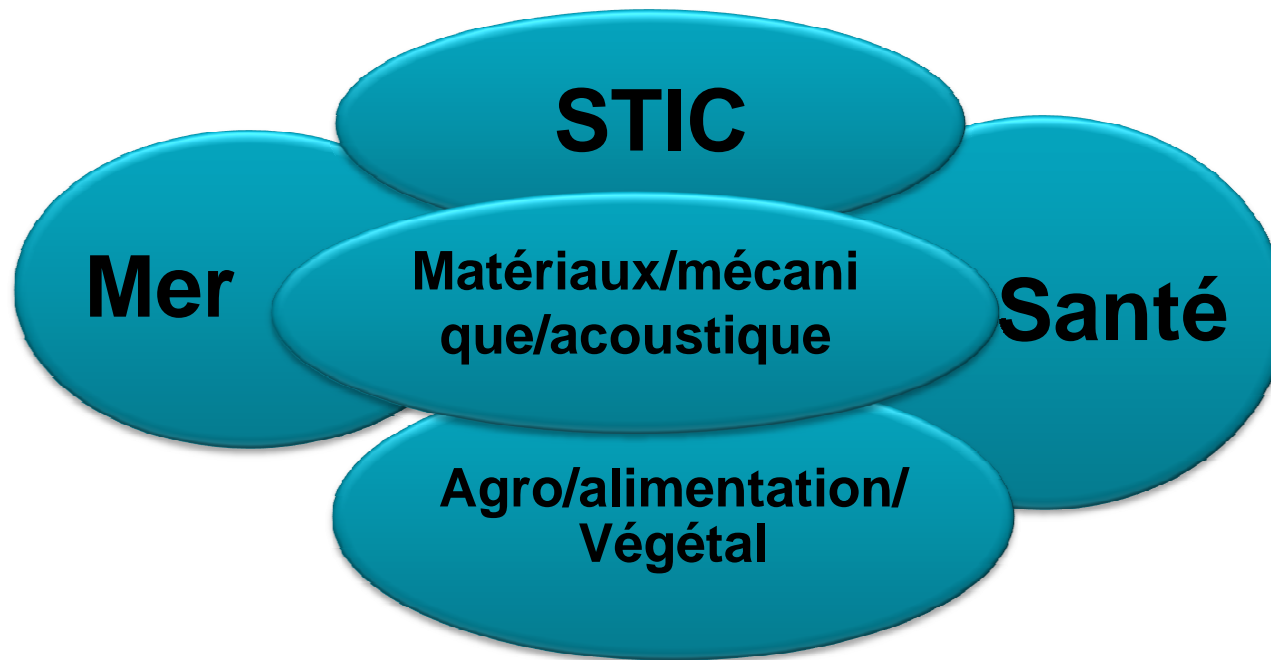 STIC
Mer
Matériaux/mécani
que/acoustique
Santé
Agro/alimentation/
Végétal